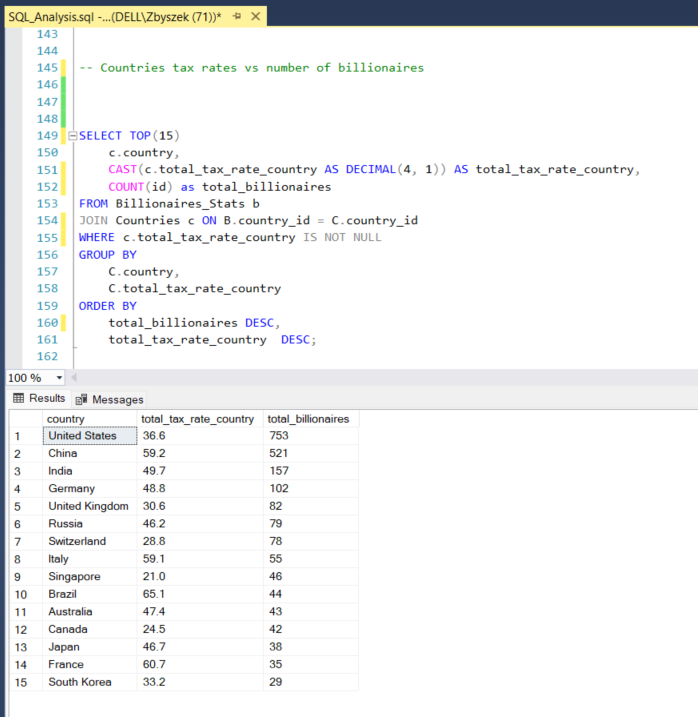 SQL_Analysis.sql -...(DELL\Zbyszek (71))*
143
144
145 -- Countries tax rates vs number of billionaires
146
147
148
149 SELECT TOP(15)
150 c.country,
151 CAST(c.total_tax_rate_country AS DECIMAL(4, 1)) AS total_tax_rate_country,
152 COUNT(id) as total_billionaires
153 FROM Billionaires_Stats b
154 JOIN Countries c ON B.country_id = C.country_id
155 WHERE c.total_tax_rate_country IS NOT NULL
156 GROUP BY
157 C.country,
158 C.total_tax_rate_country
159 ORDER BY
160 total_billionaires DESC,
161 total_tax_rate_country  DESC;
162
100 %
Results Messages
country total_tax_rate_country total_billionaires
1 United States 36.6 753
2 China 59.2 521
3 India 49.7 157
4 Germany 48.8 102
5 United Kingdom 30.6 82
6 Russia 46.2 79
7 Switzerland 28.8 78
8 Italy 59.1 55
9 Singapore 21.0 46
10 Brazil 65.1 44
11 Australia 47.4 43
12 Canada 24.5 42
13 Japan 46.7 38
14 France 60.7 35
15 South Korea 33.2 29